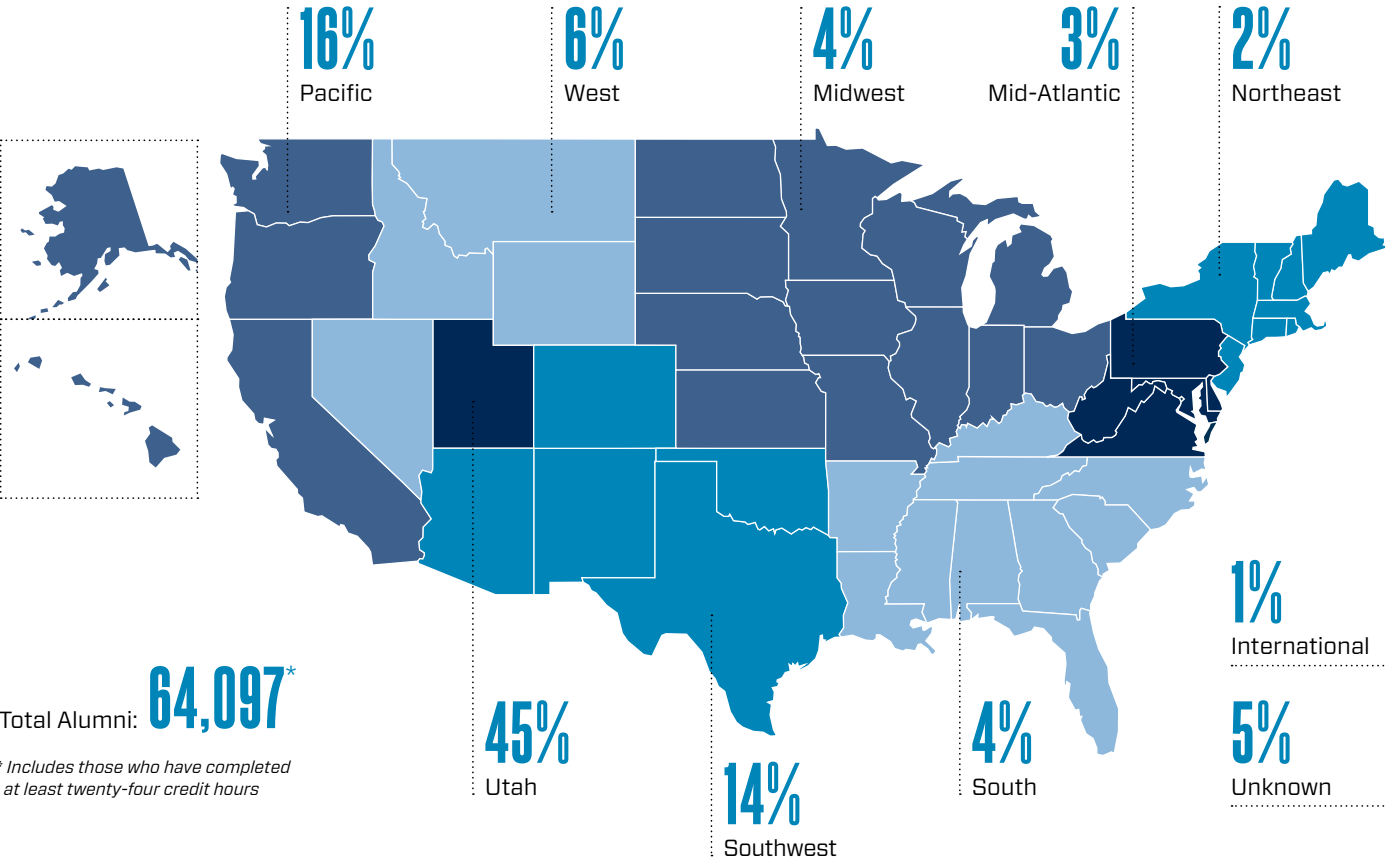 16%
Pacific
6%
West
4%
Midwest
3%
Mid-Atlantic
2%
Northeast
1%
International
Total Alumni: 64,097*
* Includes those who have completed
at least twenty-four credit hours
45%
Utah
14%
Southwest
4%
South
5%
Unknown